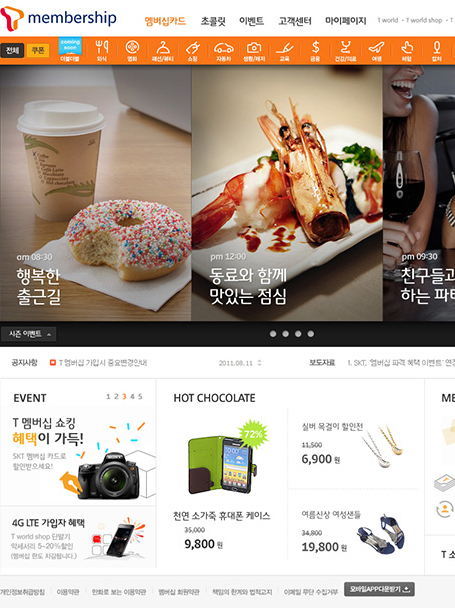 T membership
멤버십카드 초콜릿 이벤트 고객센터 마이페이지 T world · T world shop · T
전체 쿠폰 coming soon 더블더블 외식 영화 패션/뷰티 쇼핑 자동차 생활/레저 교육 금융 건강/의료 여행 체험
am 08:30
행복한
출근길
pm 12:00
동료와 함께
맛있는 점심
pm 09:30
친구들과
하는 파티
시즌 이벤트
공지사항 T 멤버십 가입시 중요변경안내 2011.08.11 보도자료 1. SKT, '멤버십 파격 혜택 이벤트'
EVENT 1 2 3 4 5
T 멤버십 쇼킹
혜택이 가득!
SKT 멤버십 카드로
할인받으세요!
4G LTE 가입자 혜택
T world shop 단말기
악세서리 5~20%할인
(멤버십 한도 차감됩니다.)
HOT CHOCOLATE
72%
천연 소가죽 휴대폰 케이스
35,000
9,800 원
실버 목걸이 할인전
11,500
6,900 원
여름신상 여성샌들
34,800
19,800 원
ME
T 소
개인정보취급방침 이용약관 만화로 보는 이용약관 멤버십 회원약관 책임의 한계와 법적고지 이메일 무단 수집거부 모바일APP다운받기